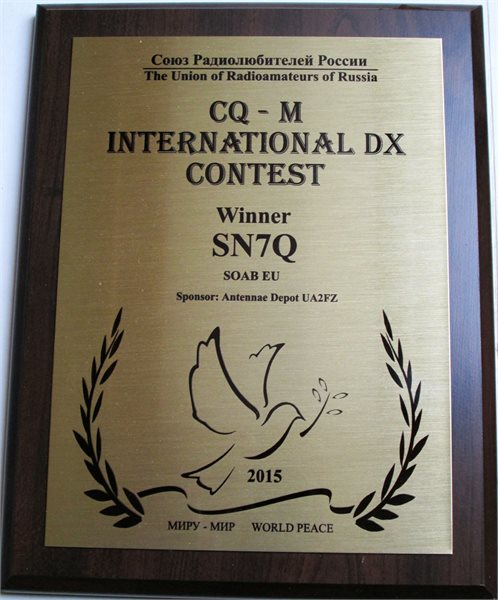 Союз Радиолюбителей России
The Union of Radioamateurs of Russia
CQ - M
INTERNATIONAL DX
CONTEST
Winner
SN7Q
SOAB EU
Sponsor: Antennae Depot UA2FZ
2015
МИРУ - МИР WORLD PEACE